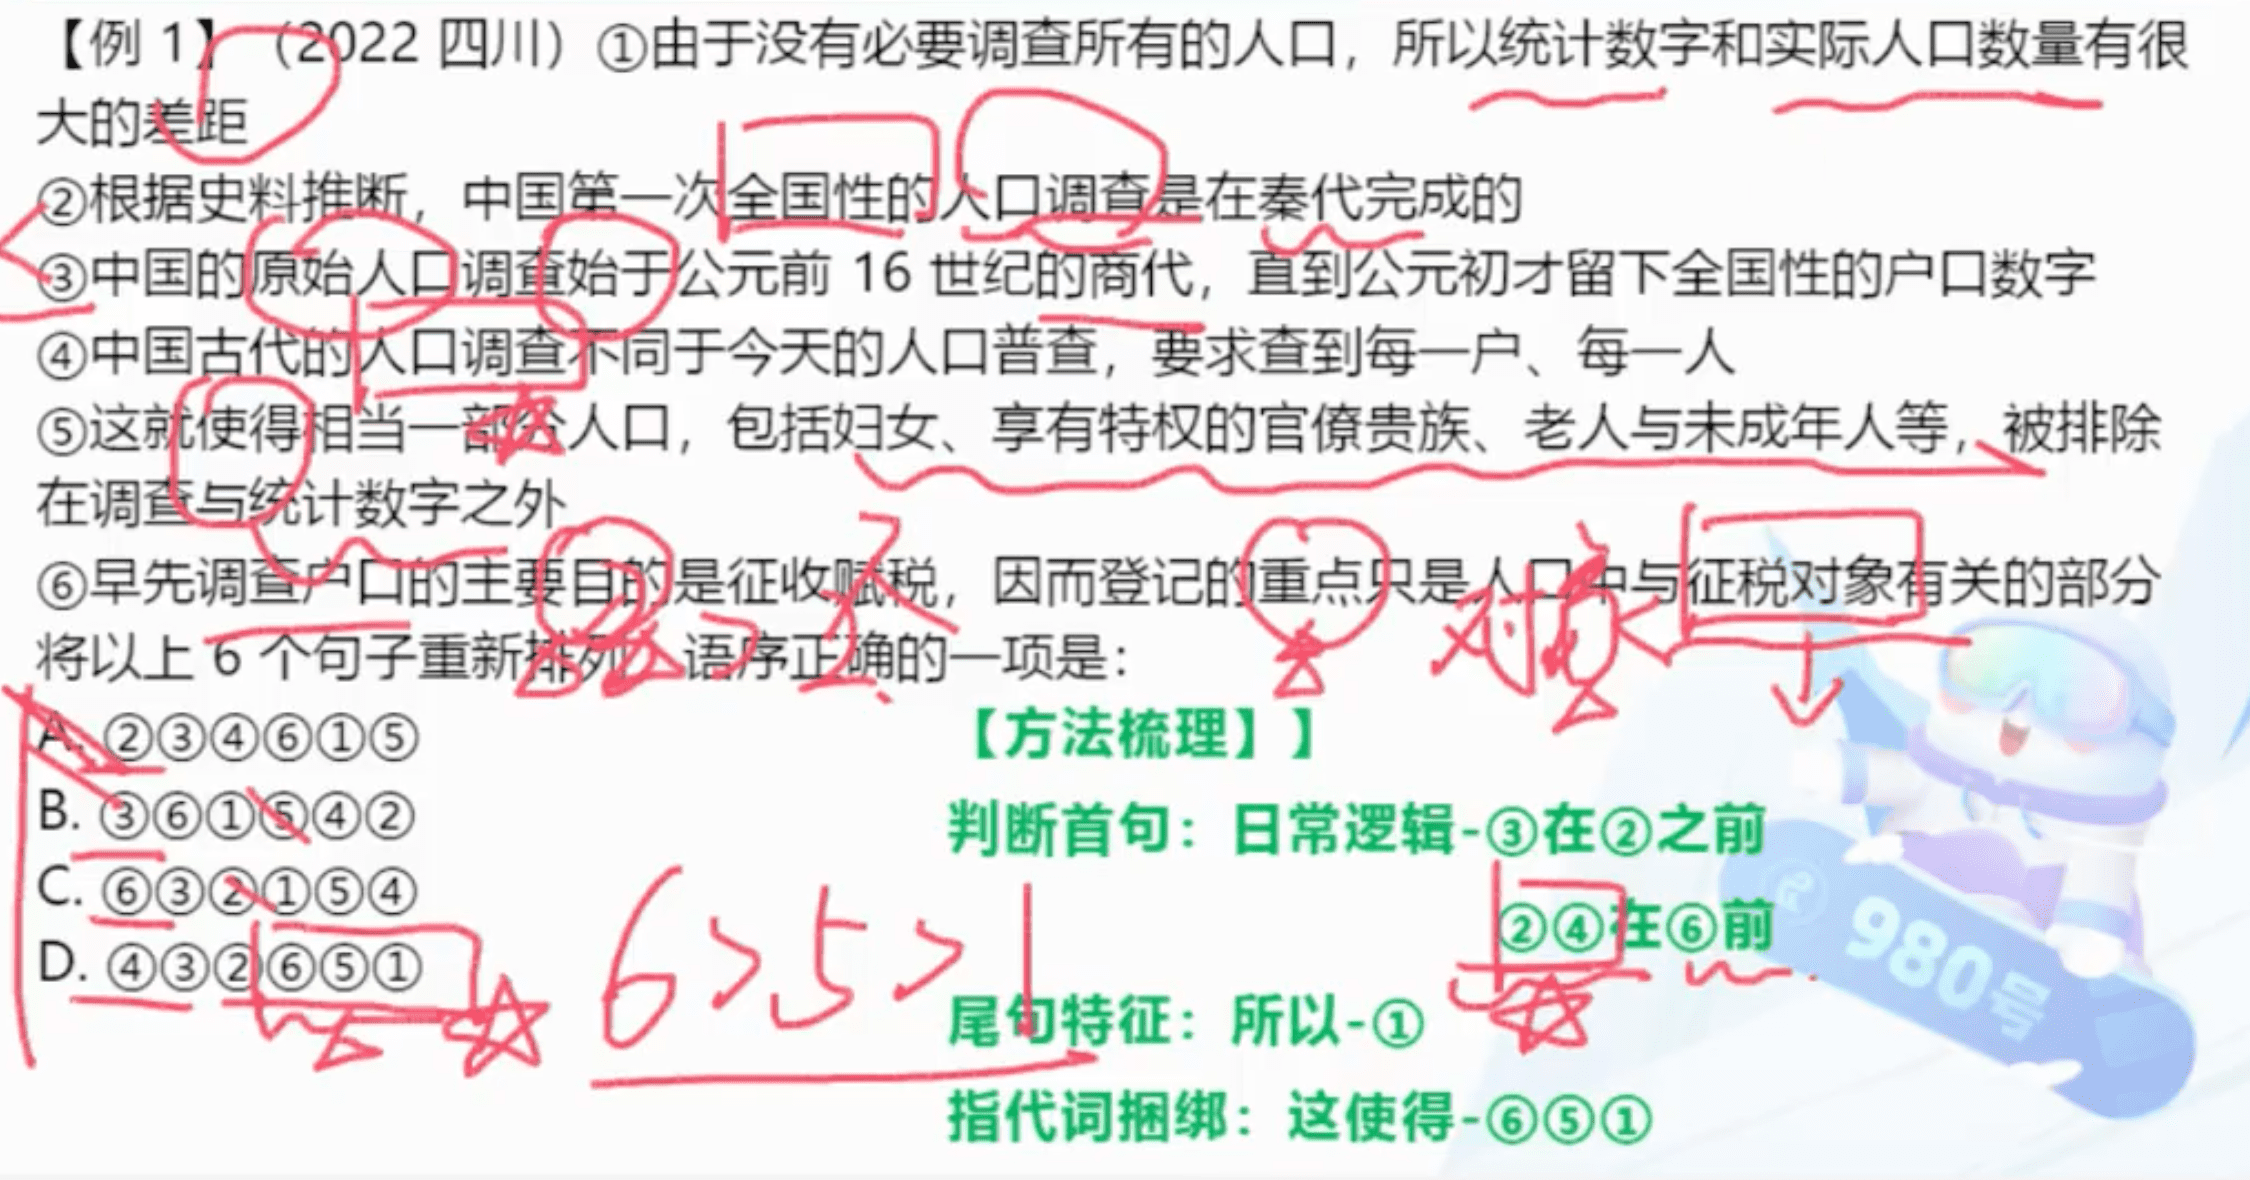 【例 1】（2022 四川）①由于没有必要调查所有的人口，所以统计数字和实际人口数量有很
大的差距
②根据史料推断，中国第一次全国性的人口调查是在秦代完成的
③中国的原始人口调查始于公元前 16 世纪的商代，直到公元初才留下全国性的户口数字
④中国古代的人口调查不同于今天的人口普查，要求查到每一户、每一人
⑤这就使得相当一部分人口，包括妇女、享有特权的官僚贵族、老人与未成年人等，被排除
在调查与统计数字之外
⑥早先调查户口的主要目的是征收赋税，因而登记的重点只是人口中与征税对象有关的部分
将以上 6 个句子重新排列，语序正确的一项是：
A. ②③④⑥①⑤
B. ③⑥①⑤④②
C. ⑥③②①⑤④
D. ④③②⑥⑤①
6>5>1
【方法梳理】】
判断首句：日常逻辑-③在②之前
②④在⑥前
尾句特征：所以-①
指代词捆绑：这使得-⑥⑤①
980号